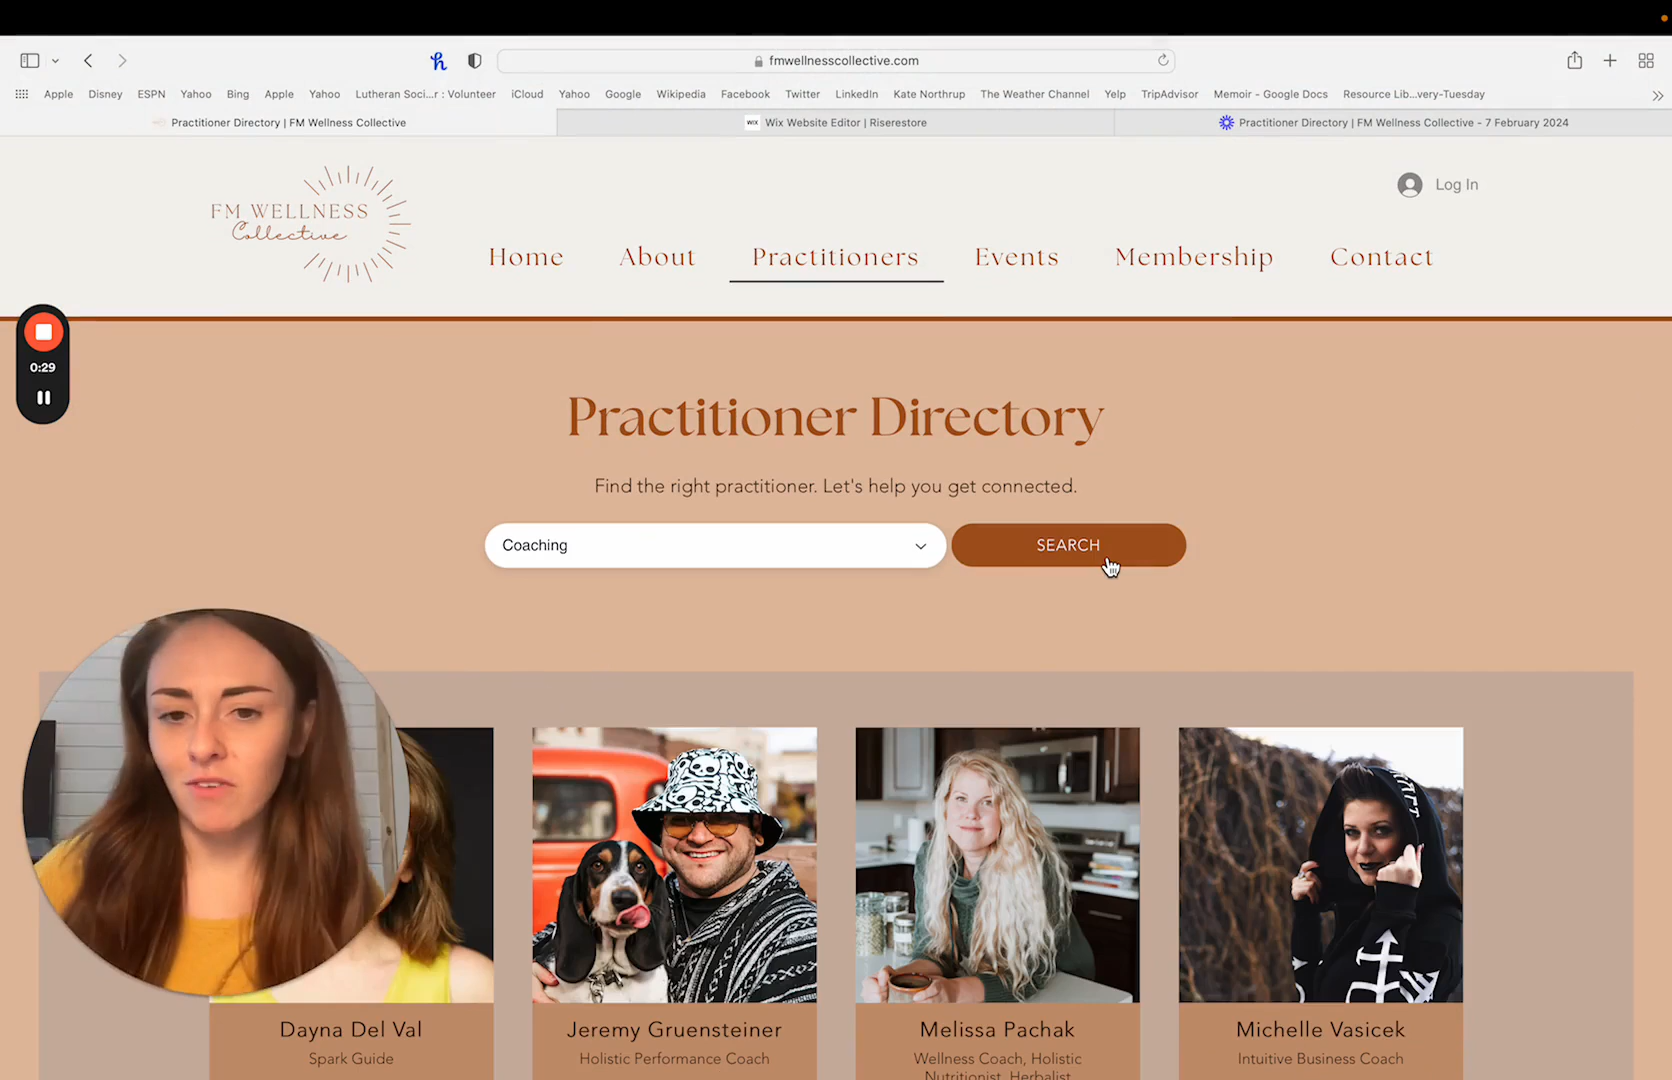 fmwellnesscollective.com
Apple Disney ESPN Yahoo Bing Apple Yahoo Lutheran Soci...r : Volunteer iCloud Yahoo Google Wikipedia Facebook Twitter LinkedIn Kate Northrup The Weather Channel Yelp TripAdvisor Memoir - Google Docs Resource Lib...very-Tuesday
Practitioner Directory | FM Wellness Collective
WIX Wix Website Editor | Riserestore
Practitioner Directory | FM Wellness Collective - 7 February 2024
FM WELLNESS
Collective
Log In
Home About Practitioners Events Membership Contact
0:29
Practitioner Directory
Find the right practitioner. Let's help you get connected.
Coaching
SEARCH
Dayna Del Val
Spark Guide
Jeremy Gruensteiner
Holistic Performance Coach
Melissa Pachak
Wellness Coach, Holistic
Nutritionist, Herbalist
Michelle Vasicek
Intuitive Business Coach